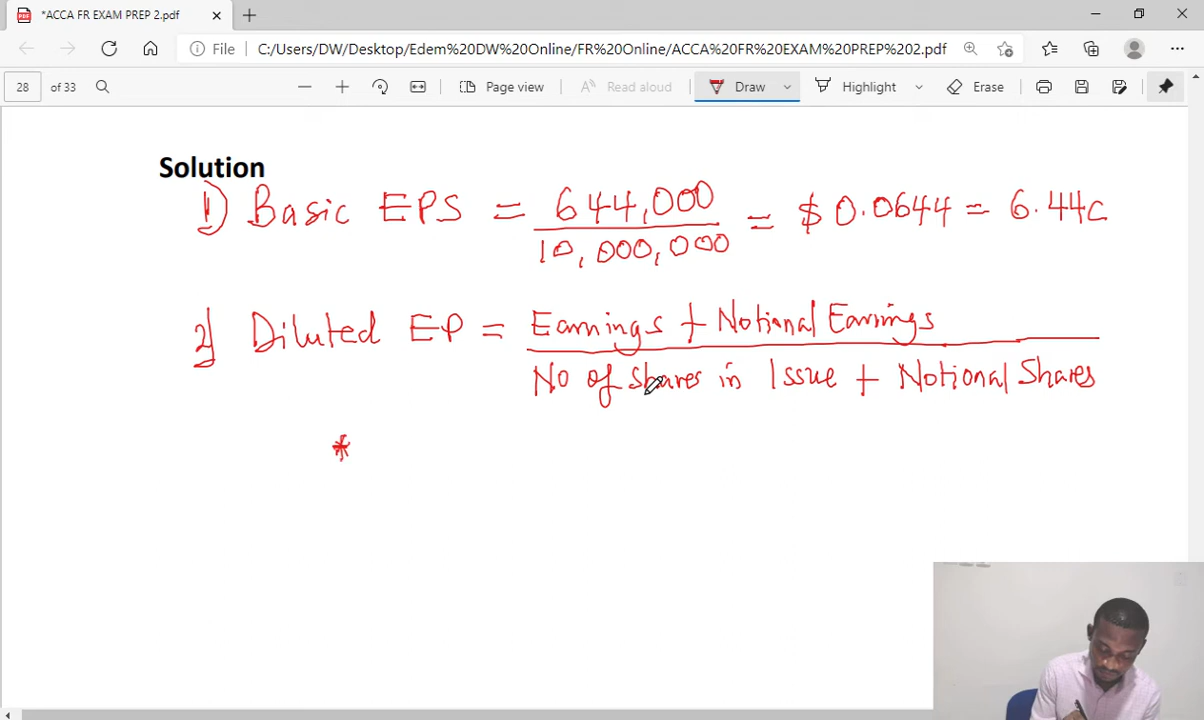 *ACCA FR EXAM PREP 2.pdf
File C:/Users/DW/Desktop/Edem%20DW%20Online/FR%20Online/ACCA%20FR%20EXAM%20PREP%202.pdf
28 of 33 Page view Read aloud Draw Highlight Erase
Solution
1) Basic EPS = 644,000 / 10,000,000 = $ 0.0644 = 6.44c
2) Diluted EP = Earnings + Notional Earnings
No of Shares in Issue + Notional Shares
*